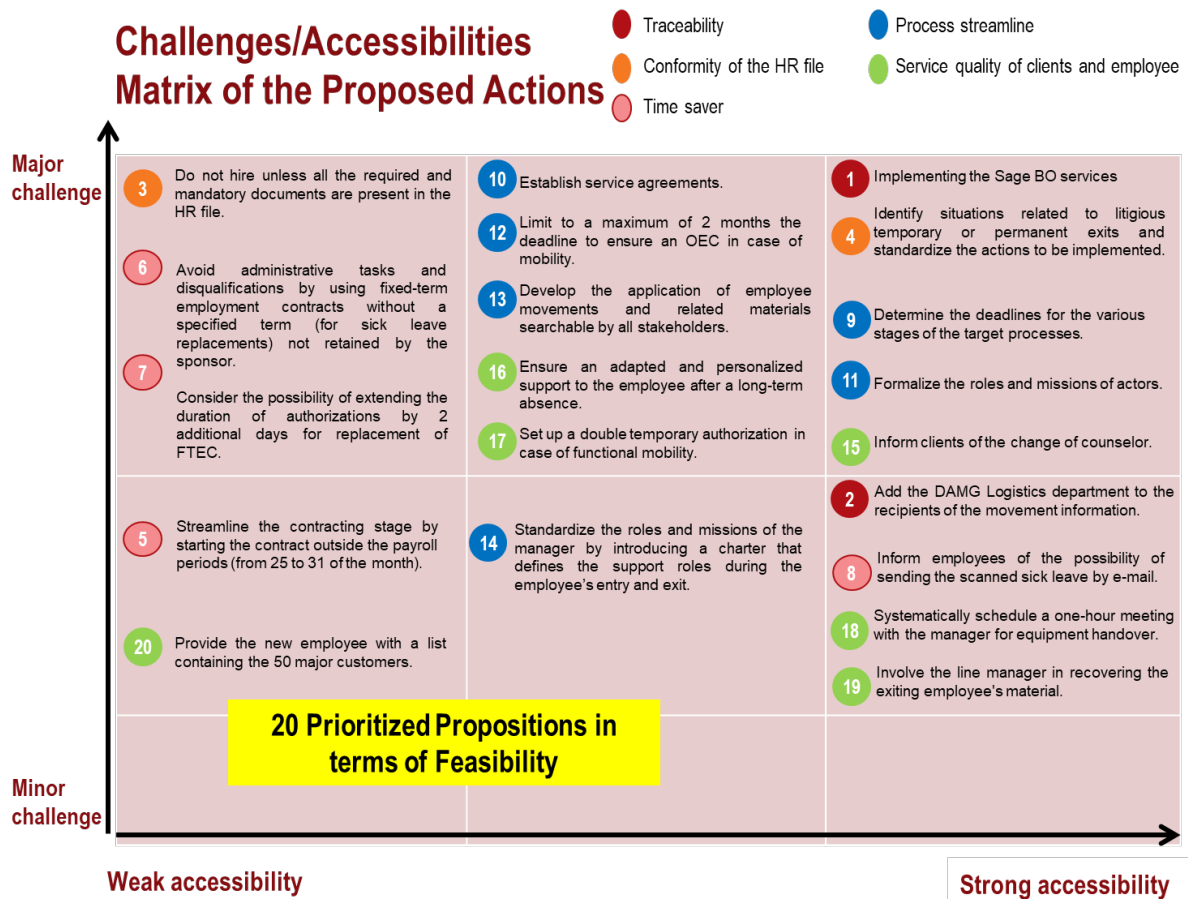 Challenges/Accessibilities
Matrix of the Proposed Actions
Traceability
Conformity of the HR file
Time saver
Process streamline
Service quality of clients and employee
Major
challenge
3
Do not hire unless all the required and
mandatory documents are present in the
HR file.
6
Avoid administrative tasks and
disqualifications by using fixed-term
employment contracts without a
specified term (for sick leave
replacements) not retained by the
sponsor.
7
Consider the possibility of extending the
duration of authorizations by 2
additional days for replacement of
FTEC.
10
Establish service agreements.
12
Limit to a maximum of 2 months the
deadline to ensure an OEC in case of
mobility.
13
Develop the application of employee
movements and related materials
searchable by all stakeholders.
16
Ensure an adapted and personalized
support to the employee after a long-term
absence.
17
Set up a double temporary authorization in
case of functional mobility.
1
Implementing the Sage BO services
4
Identify situations related to litigious
temporary or permanent exits and
standardize the actions to be implemented.
9
Determine the deadlines for the various
stages of the target processes.
11
Formalize the roles and missions of actors.
15
Inform clients of the change of counselor.
5
Streamline the contracting stage by
starting the contract outside the payroll
periods (from 25 to 31 of the month).
20
Provide the new employee with a list
containing the 50 major customers.
14
Standardize the roles and missions of the
manager by introducing a charter that
defines the support roles during the
employee's entry and exit.
2
Add the DAMG Logistics department to the
recipients of the movement information.
8
Inform employees of the possibility of
sending the scanned sick leave by e-mail.
18
Systematically schedule a one-hour meeting
with the manager for equipment handover.
19
Involve the line manager in recovering the
exiting employee's material.
20 Prioritized Propositions in
terms of Feasibility
Minor
challenge
Weak accessibility
Strong accessibility